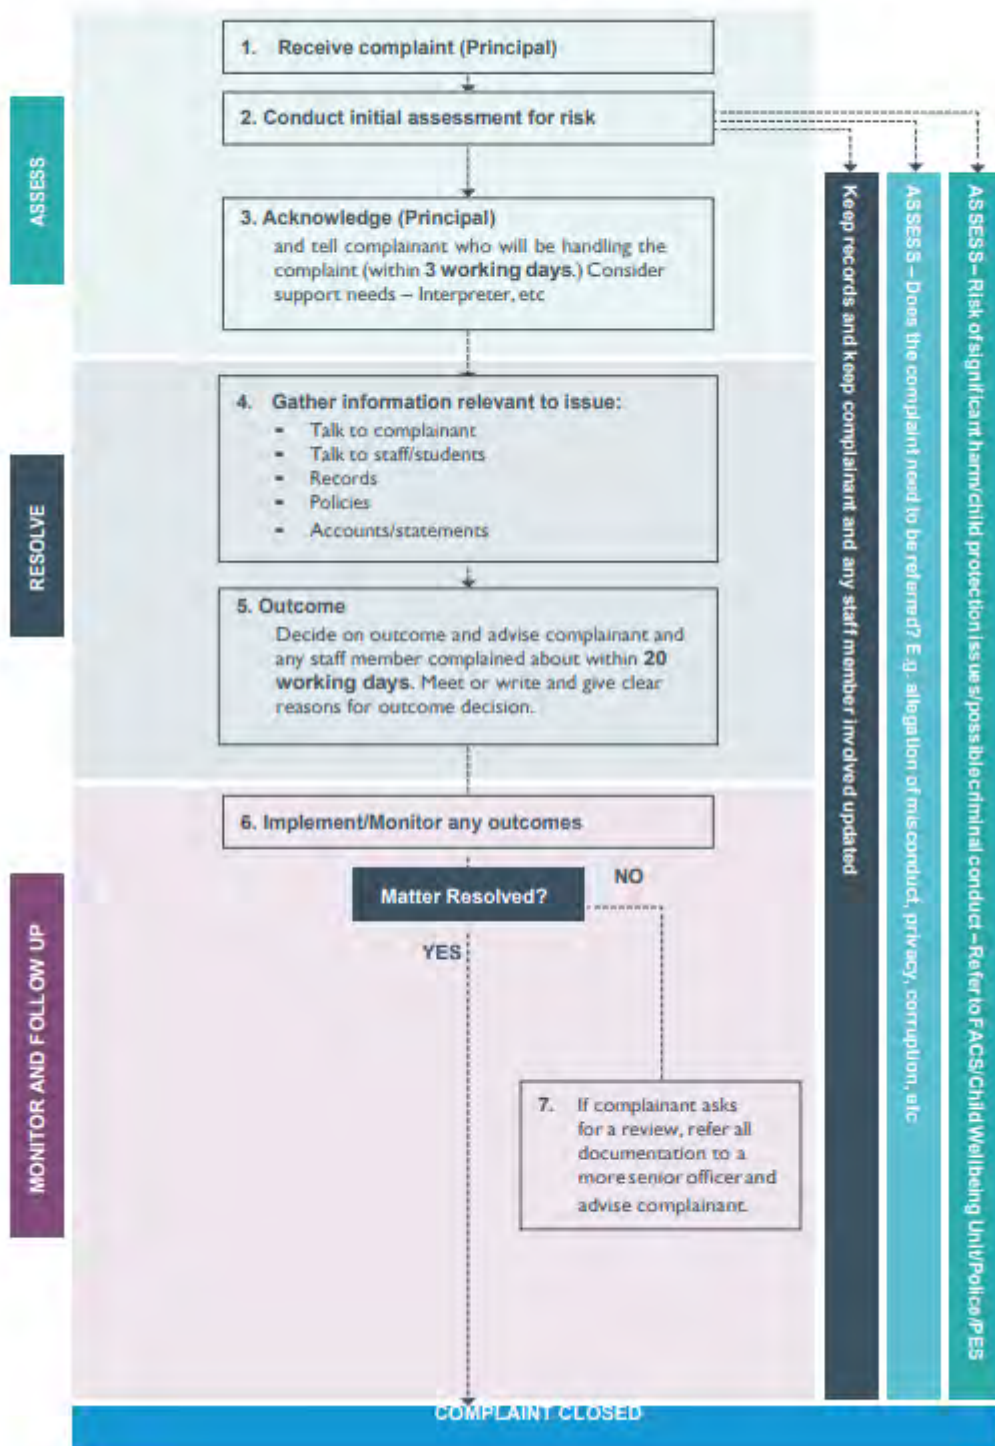 1. Receive complaint (Principal)
2. Conduct initial assessment for risk
ASSESS
3. Acknowledge (Principal)
and tell complainant who will be handling the
complaint (within 3 working days.) Consider
support needs – Interpreter, etc
4. Gather information relevant to issue:
- Talk to complainant
- Talk to staff/students
- Records
- Policies
- Accounts/statements
RESOLVE
5. Outcome
Decide on outcome and advise complainant and
any staff member complained about within 20
working days. Meet or write and give clear
reasons for outcome decision.
6. Implement/Monitor any outcomes
Matter Resolved?
NO
YES
MONITOR AND FOLLOW UP
7. If complainant asks
for a review, refer all
documentation to a
more senior officer and
advise complainant.
Keep records and keep complainant and any staff member involved updated
ASSESS – Does the complaint need to be referred? E.g. allegation of misconduct, privacy, corruption, etc
ASSESS – Risk of significant harm/child protection issues/possible criminal conduct – Refer to FACS/Child Wellbeing Unit/Police/PES
COMPLAINT CLOSED